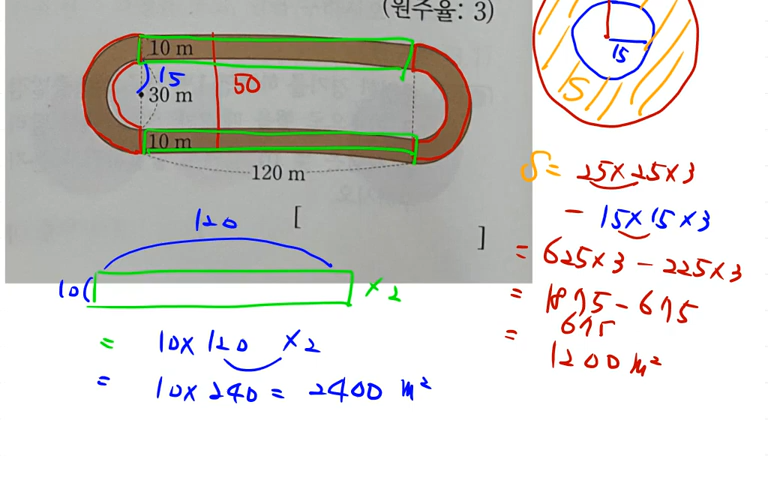 (원주율: 3)
10 m
15
30 m
50
10 m
120 m
[ ]
15
S
S = 25×25×3
- 15×15×3
= 625×3 - 225×3
= 1875 - 675
675
= 1200 m²
120
10( ×2
= 10×120 ×2
= 10×240 = 2400 m²